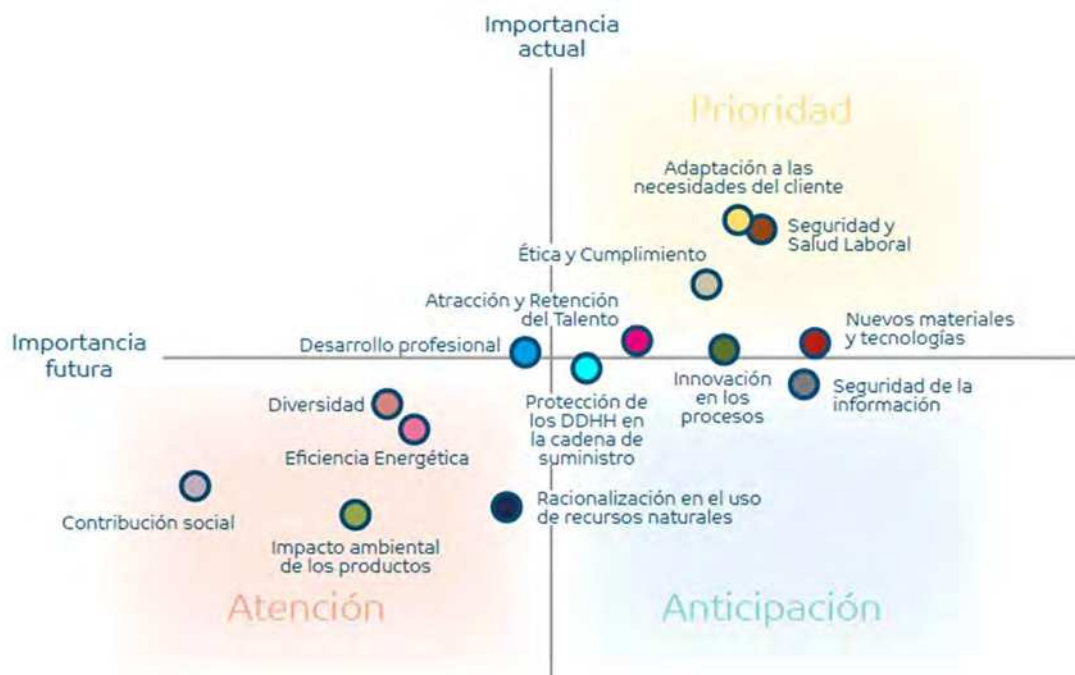 Importancia
actual
Prioridad
Adaptación a las
necesidades del cliente
Seguridad y
Salud Laboral
Ética y Cumplimiento
Atracción y Retención
del Talento
Nuevos materiales
y tecnologías
Importancia
futura
Desarrollo profesional
Innovación
en los
procesos
Seguridad de la
información
Diversidad
Protección de
los DDHH en
la cadena de
suministro
Eficiencia Energética
Contribución social
Racionalización en el uso
de recursos naturales
Impacto ambiental
de los productos
Atención
Anticipación